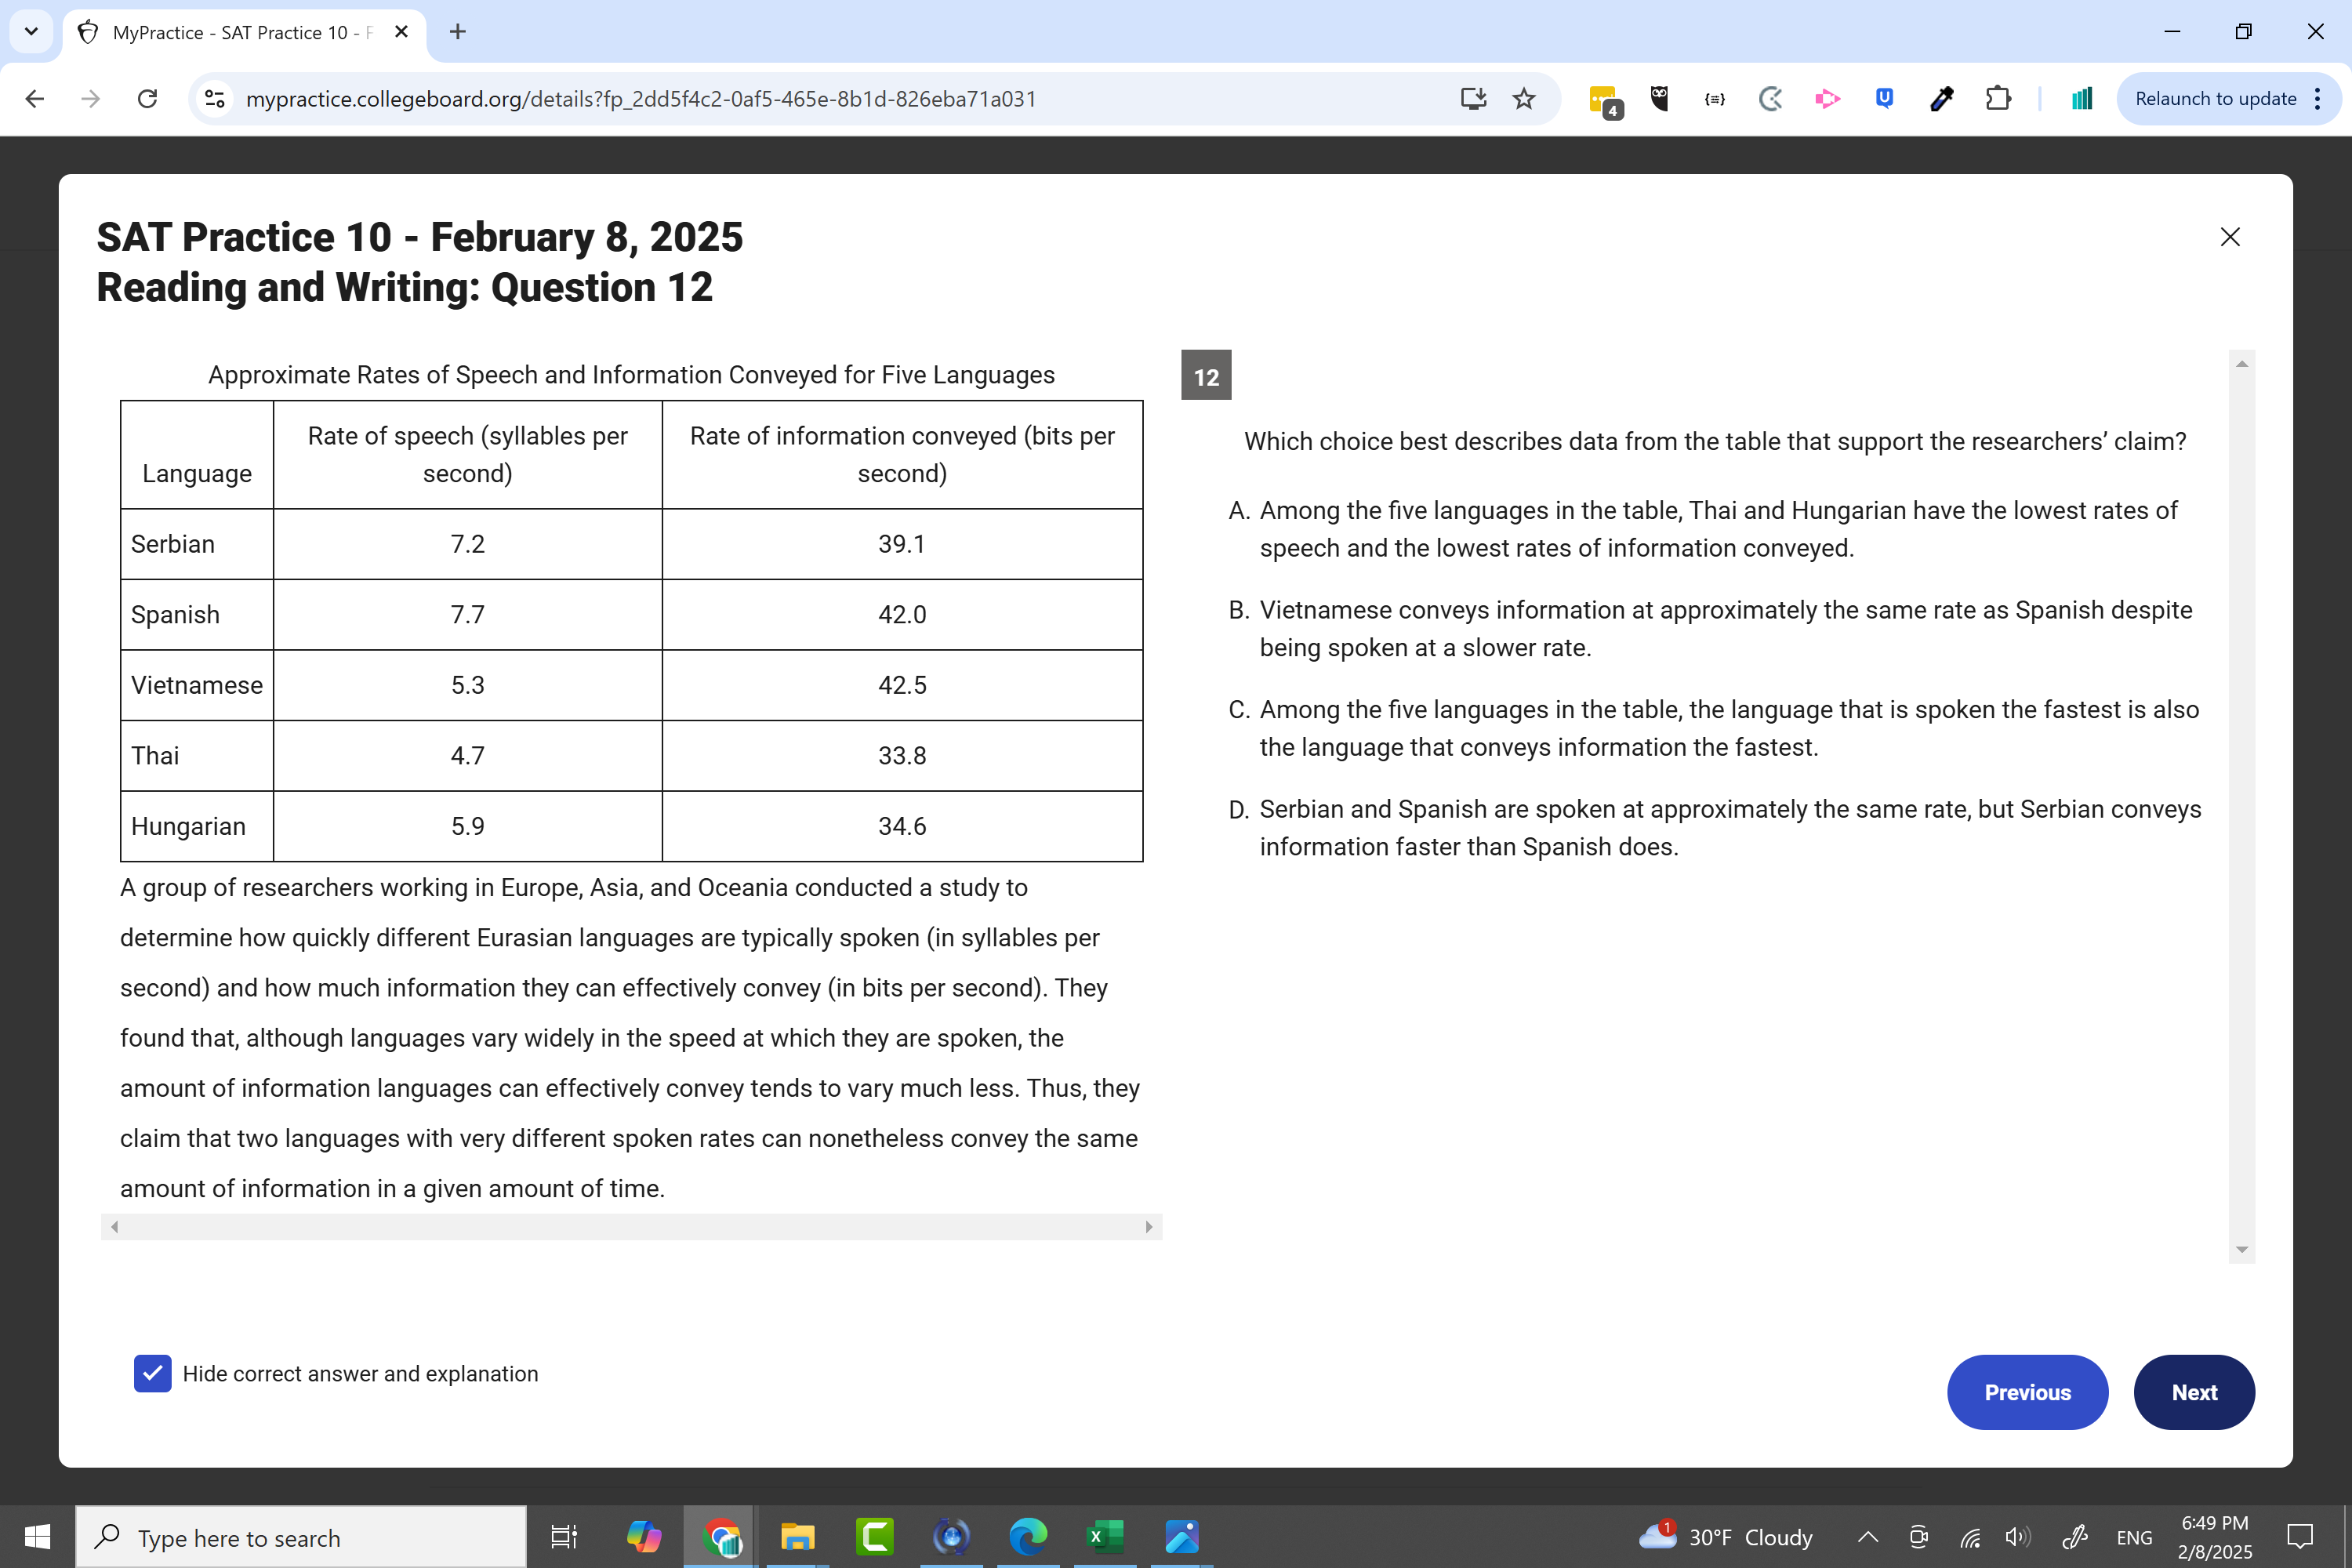 MyPractice - SAT Practice 10 - F
mypractice.collegeboard.org/details?fp_2dd5f4c2-0af5-465e-8b1d-826eba71a031
4
Relaunch to update
SAT Practice 10 - February 8, 2025
Reading and Writing: Question 12
Approximate Rates of Speech and Information Conveyed for Five Languages
Language Rate of speech (syllables per second) Rate of information conveyed (bits per second)
Serbian 7.2 39.1
Spanish 7.7 42.0
Vietnamese 5.3 42.5
Thai 4.7 33.8
Hungarian 5.9 34.6
A group of researchers working in Europe, Asia, and Oceania conducted a study to
determine how quickly different Eurasian languages are typically spoken (in syllables per
second) and how much information they can effectively convey (in bits per second). They
found that, although languages vary widely in the speed at which they are spoken, the
amount of information languages can effectively convey tends to vary much less. Thus, they
claim that two languages with very different spoken rates can nonetheless convey the same
amount of information in a given amount of time.
12
Which choice best describes data from the table that support the researchers’ claim?
A. Among the five languages in the table, Thai and Hungarian have the lowest rates of
speech and the lowest rates of information conveyed.
B. Vietnamese conveys information at approximately the same rate as Spanish despite
being spoken at a slower rate.
C. Among the five languages in the table, the language that is spoken the fastest is also
the language that conveys information the fastest.
D. Serbian and Spanish are spoken at approximately the same rate, but Serbian conveys
information faster than Spanish does.
Hide correct answer and explanation
Previous
Next
Type here to search
1
30°F Cloudy
ENG
6:49 PM
2/8/2025